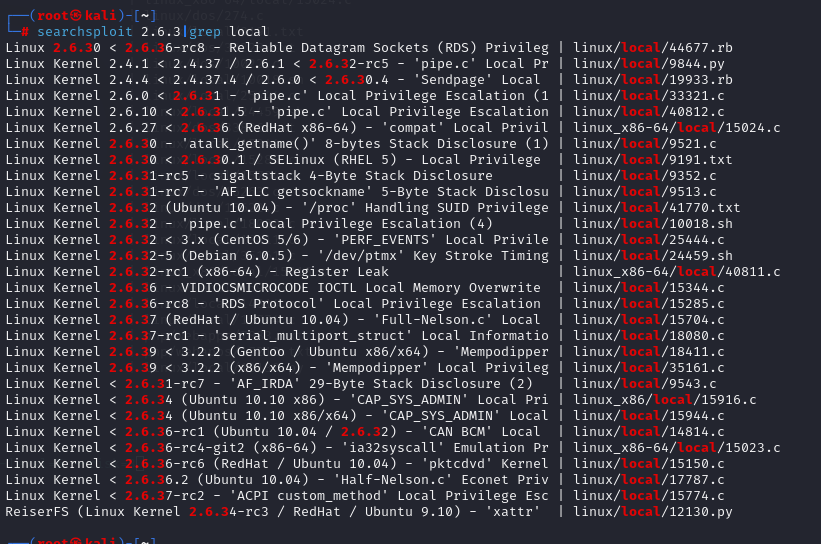 ┌──(root㉿kali)-[~]
└─# searchsploit 2.6.3|grep local
Linux 2.6.30 < 2.6.36-rc8 - Reliable Datagram Sockets (RDS) Privileg | linux/local/44677.rb
Linux Kernel 2.4.1 < 2.4.37 / 2.6.1 < 2.6.32-rc5 - 'pipe.c' Local Pr | linux/local/9844.py
Linux Kernel 2.4.4 < 2.4.37.4 / 2.6.0 < 2.6.30.4 - 'Sendpage' Local | linux/local/19933.rb
Linux Kernel 2.6.0 < 2.6.31 - 'pipe.c' Local Privilege Escalation (1 | linux/local/33321.c
Linux Kernel 2.6.10 < 2.6.31.5 - 'pipe.c' Local Privilege Escalation | linux/local/40812.c
Linux Kernel 2.6.27 < 2.6.36 (RedHat x86-64) - 'compat' Local Privil | linux_x86-64/local/15024.c
Linux Kernel 2.6.30 - 'atalk_getname()' 8-bytes Stack Disclosure (1) | linux/local/9521.c
Linux Kernel 2.6.30 < 2.6.30.1 / SELinux (RHEL 5) - Local Privilege | linux/local/9191.txt
Linux Kernel 2.6.31-rc5 - sigaltstack 4-Byte Stack Disclosure | linux/local/9352.c
Linux Kernel 2.6.31-rc7 - 'AF_LLC getsockname' 5-Byte Stack Disclosu | linux/local/9513.c
Linux Kernel 2.6.32 (Ubuntu 10.04) - '/proc' Handling SUID Privilege | linux/local/41770.txt
Linux Kernel 2.6.32 - 'pipe.c' Local Privilege Escalation (4) | linux/local/10018.sh
Linux Kernel 2.6.32 < 3.x (CentOS 5/6) - 'PERF_EVENTS' Local Privile | linux/local/25444.c
Linux Kernel 2.6.32-5 (Debian 6.0.5) - '/dev/ptmx' Key Stroke Timing | linux/local/24459.sh
Linux Kernel 2.6.32-rc1 (x86-64) - Register Leak | linux_x86-64/local/40811.c
Linux Kernel 2.6.36 - VIDIOCSMICROCODE IOCTL Local Memory Overwrite | linux/local/15344.c
Linux Kernel 2.6.36-rc8 - 'RDS Protocol' Local Privilege Escalation | linux/local/15285.c
Linux Kernel 2.6.37 (RedHat / Ubuntu 10.04) - 'Full-Nelson.c' Local | linux/local/15704.c
Linux Kernel 2.6.37-rc1 - 'serial_multiport_struct' Local Informatio | linux/local/18080.c
Linux Kernel 2.6.39 < 3.2.2 (Gentoo / Ubuntu x86/x64) - 'Mempodipper | linux/local/18411.c
Linux Kernel 2.6.39 < 3.2.2 (x86/x64) - 'Mempodipper' Local Privileg | linux/local/35161.c
Linux Kernel < 2.6.31-rc7 - 'AF_IRDA' 29-Byte Stack Disclosure (2) | linux/local/9543.c
Linux Kernel < 2.6.34 (Ubuntu 10.10 x86) - 'CAP_SYS_ADMIN' Local Pri | linux_x86/local/15916.c
Linux Kernel < 2.6.34 (Ubuntu 10.10 x86/x64) - 'CAP_SYS_ADMIN' Local | linux/local/15944.c
Linux Kernel < 2.6.36-rc1 (Ubuntu 10.04 / 2.6.32) - 'CAN BCM' Local | linux/local/14814.c
Linux Kernel < 2.6.36-rc4-git2 (x86-64) - 'ia32syscall' Emulation Pr | linux_x86-64/local/15023.c
Linux Kernel < 2.6.36-rc6 (RedHat / Ubuntu 10.04) - 'pktcdvd' Kernel | linux/local/15150.c
Linux Kernel < 2.6.36.2 (Ubuntu 10.04) - 'Half-Nelson.c' Econet Priv | linux/local/17787.c
Linux Kernel < 2.6.37-rc2 - 'ACPI custom_method' Local Privilege Esc | linux/local/15774.c
ReiserFS (Linux Kernel 2.6.34-rc3 / RedHat / Ubuntu 9.10) - 'xattr' | linux/local/12130.py
┌──(root㉿kali)-[~]